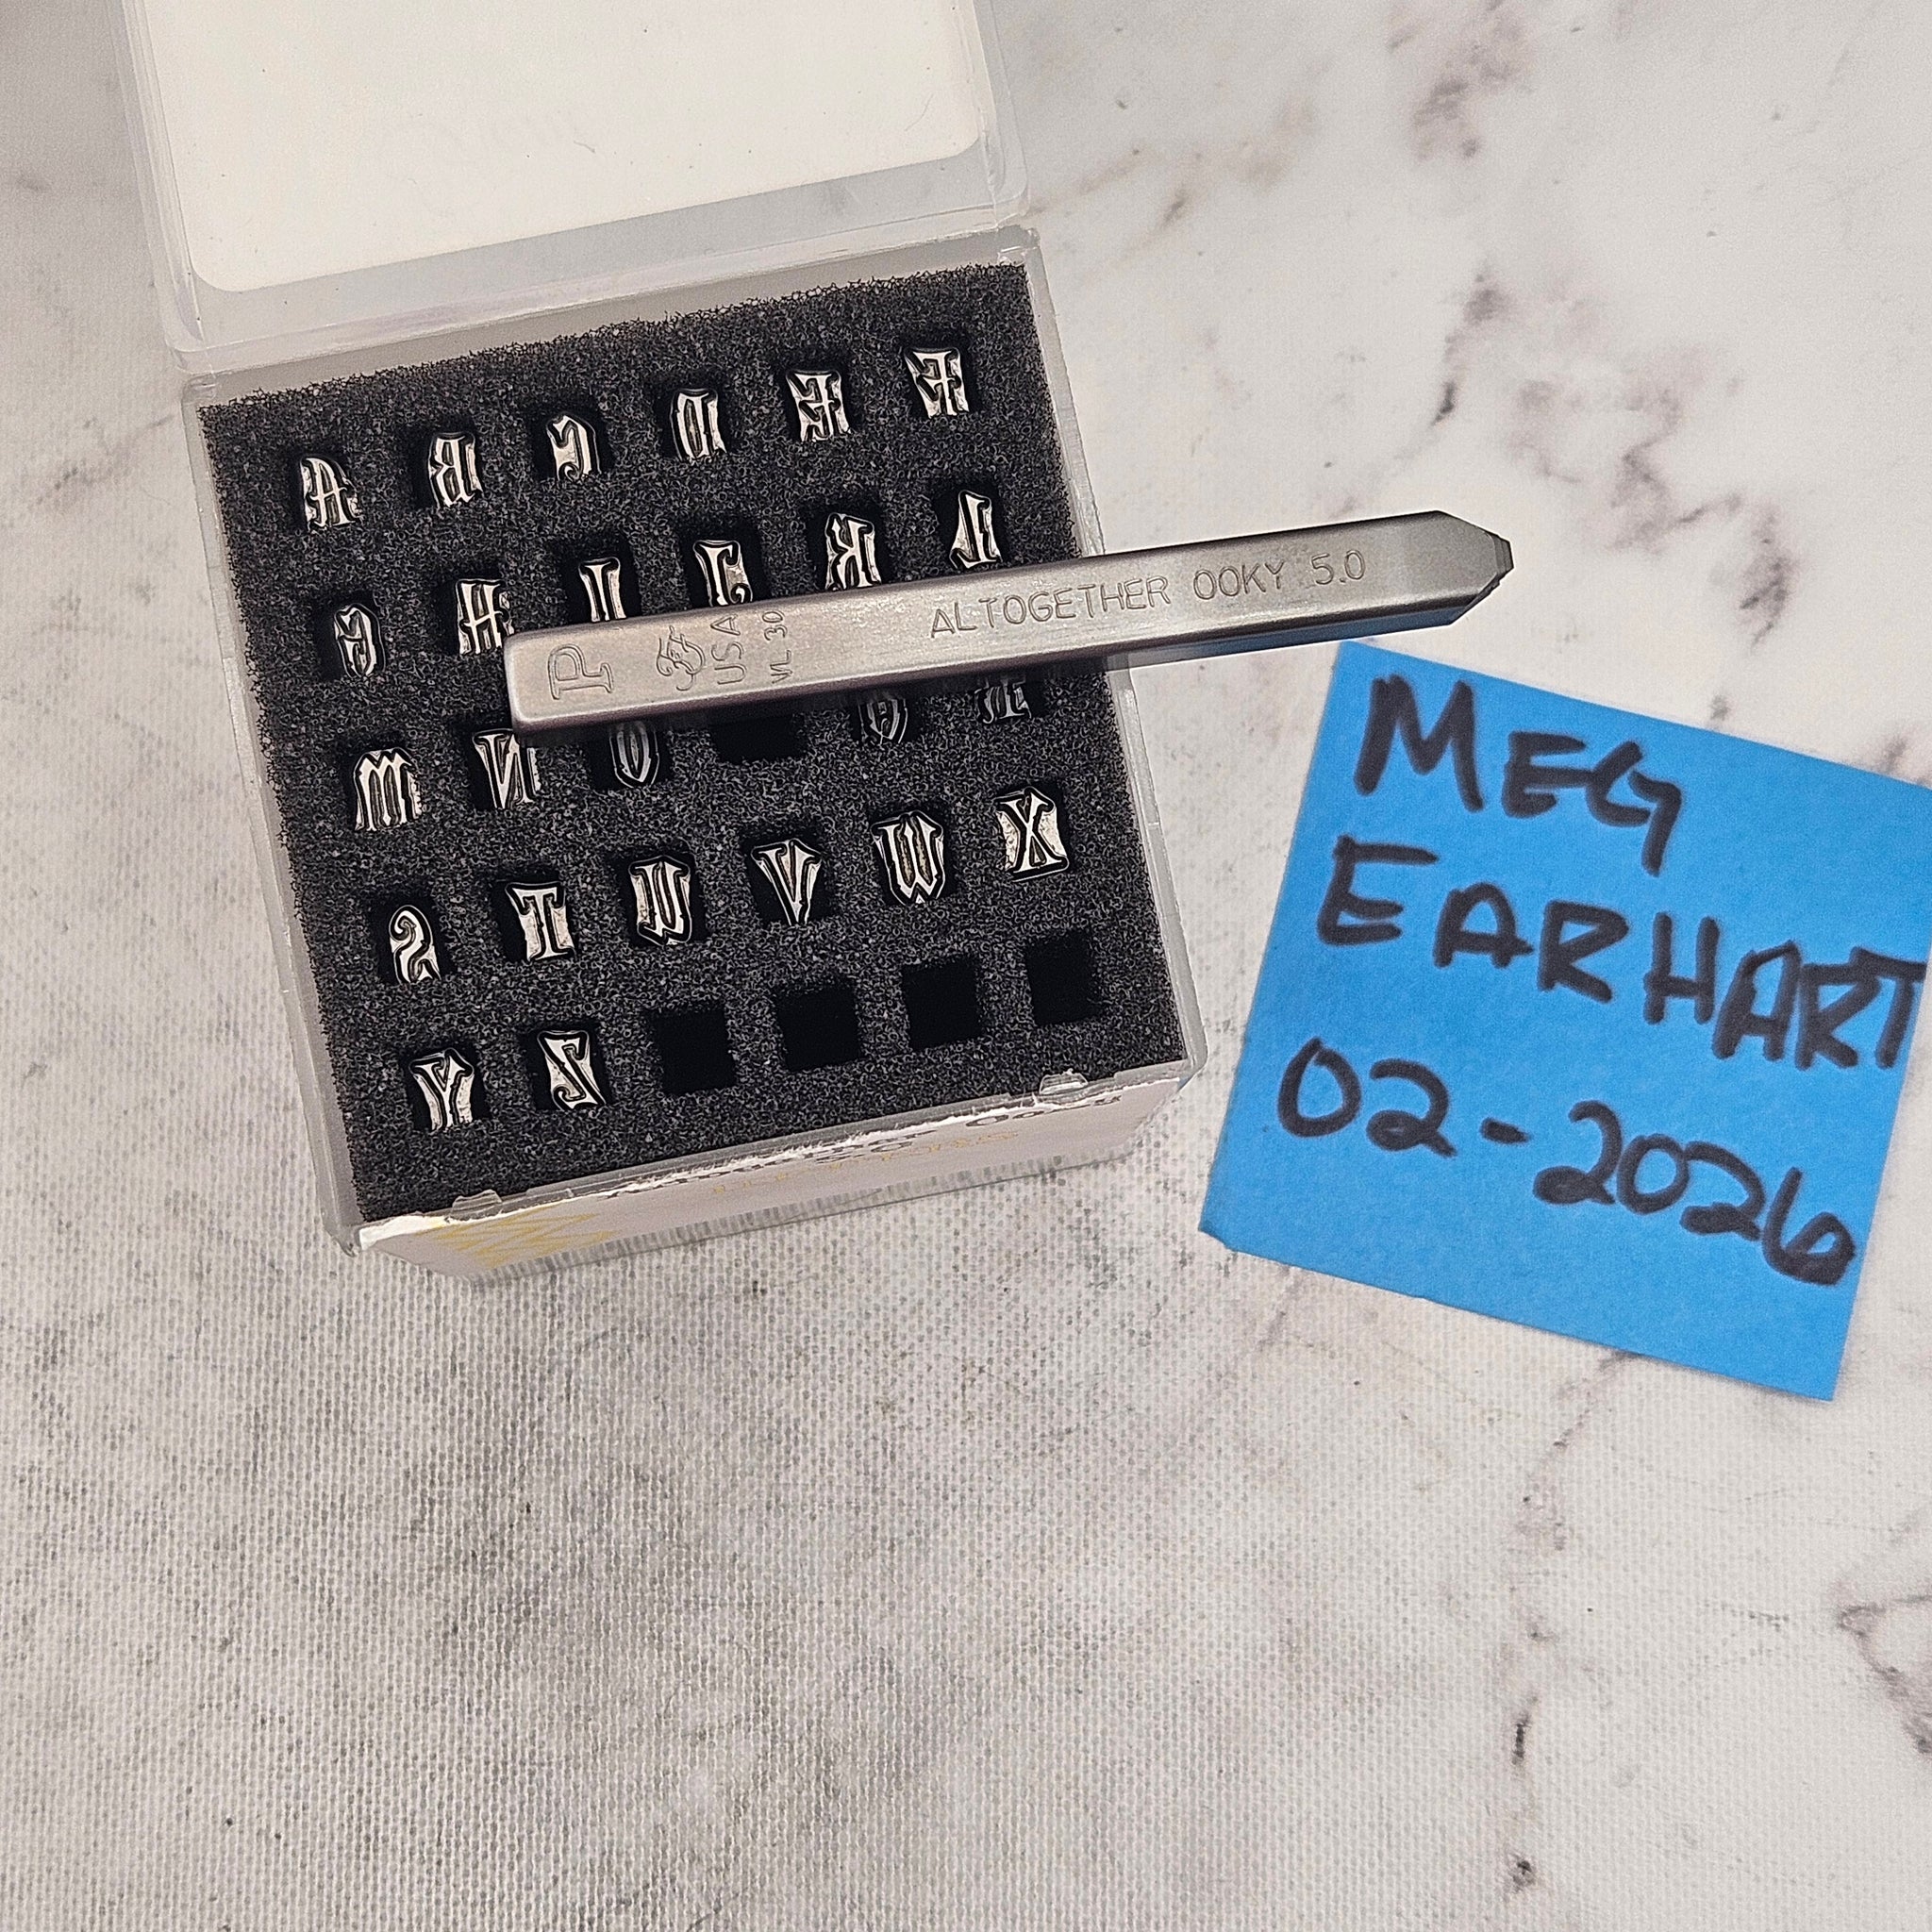 A B C D E F
G H I J K L
P USA VL 30 ALTOGETHER OOKY 5.0
M N O Q R
S T U V W X
Y Z
MEG
EARHART
02-2026